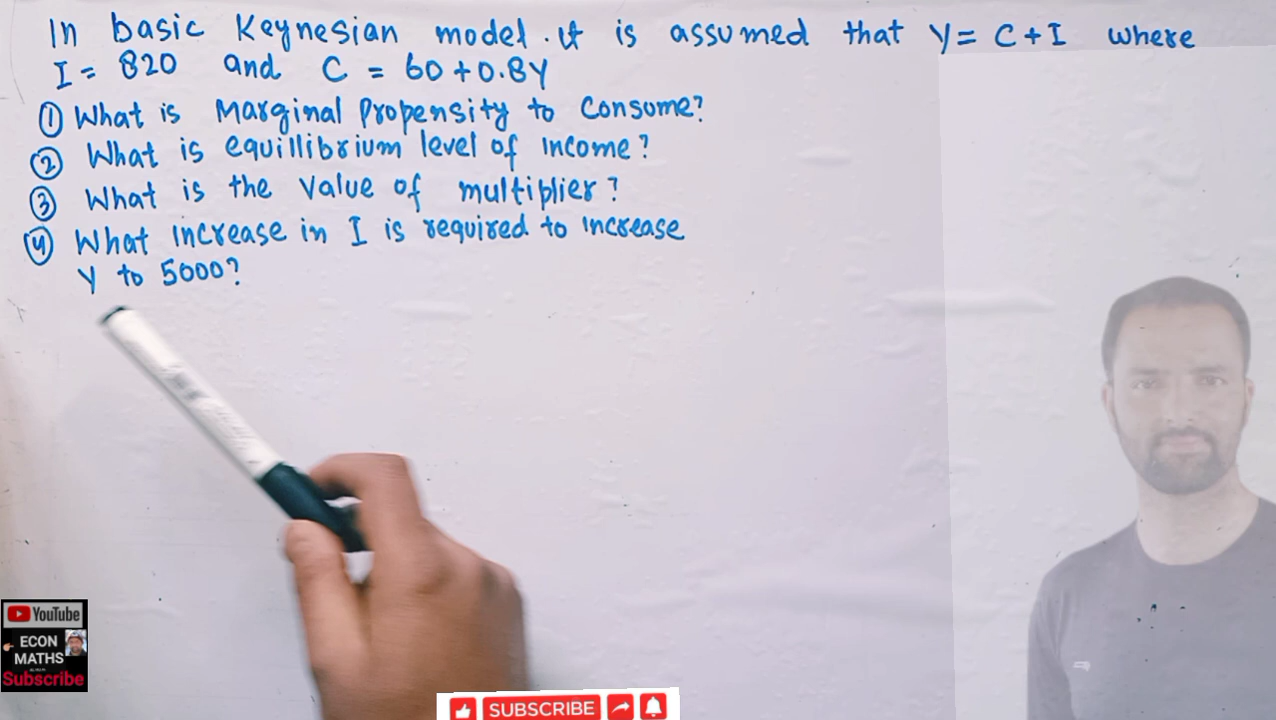 In basic Keynesian model. it is assumed that Y = C + I where
I = 820 and C = 60 + 0.8Y
① What is Marginal Propensity to Consume?
② What is equillibrium level of income?
③ What is the value of multiplier?
④ What increase in I is required to increase
Y to 5000?
YouTube
ECON
MATHS
Subscribe
SUBSCRIBE